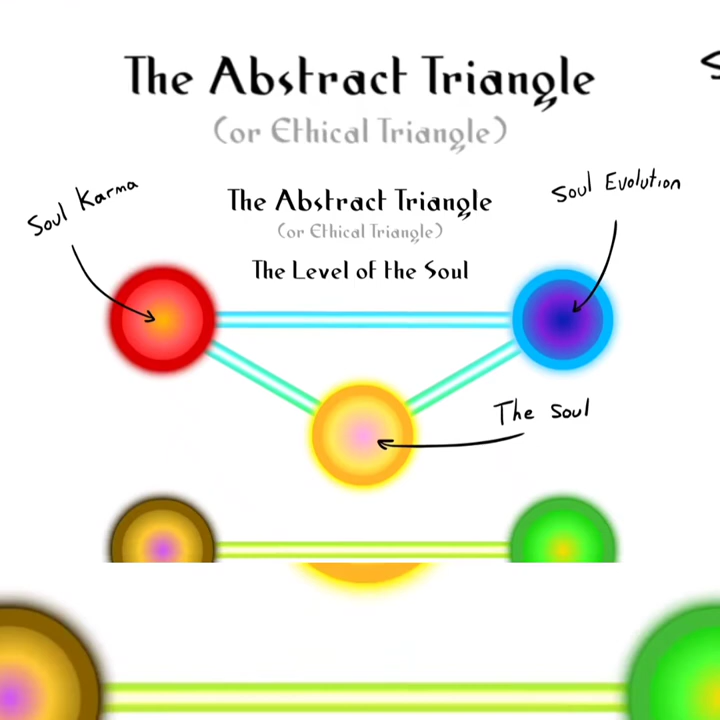 The Abstract Triangle
(or Ethical Triangle)
Soul Karma
Soul Evolution
The Abstract Triangle
(or Ethical Triangle)
The Level of the Soul
The Soul